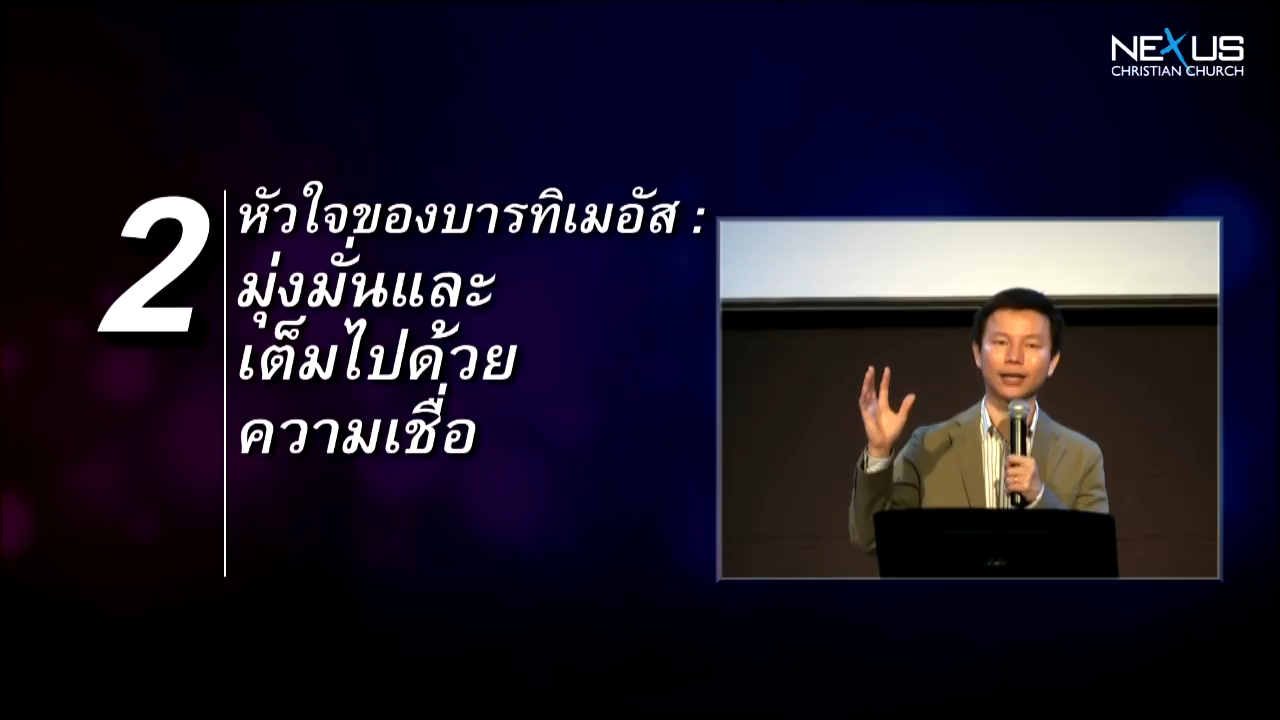 NEXUS
CHRISTIAN CHURCH
2
หัวใจของบารทิเมอัส :
มุ่งมั่นและ
เต็มไปด้วย
ความเชื่อ